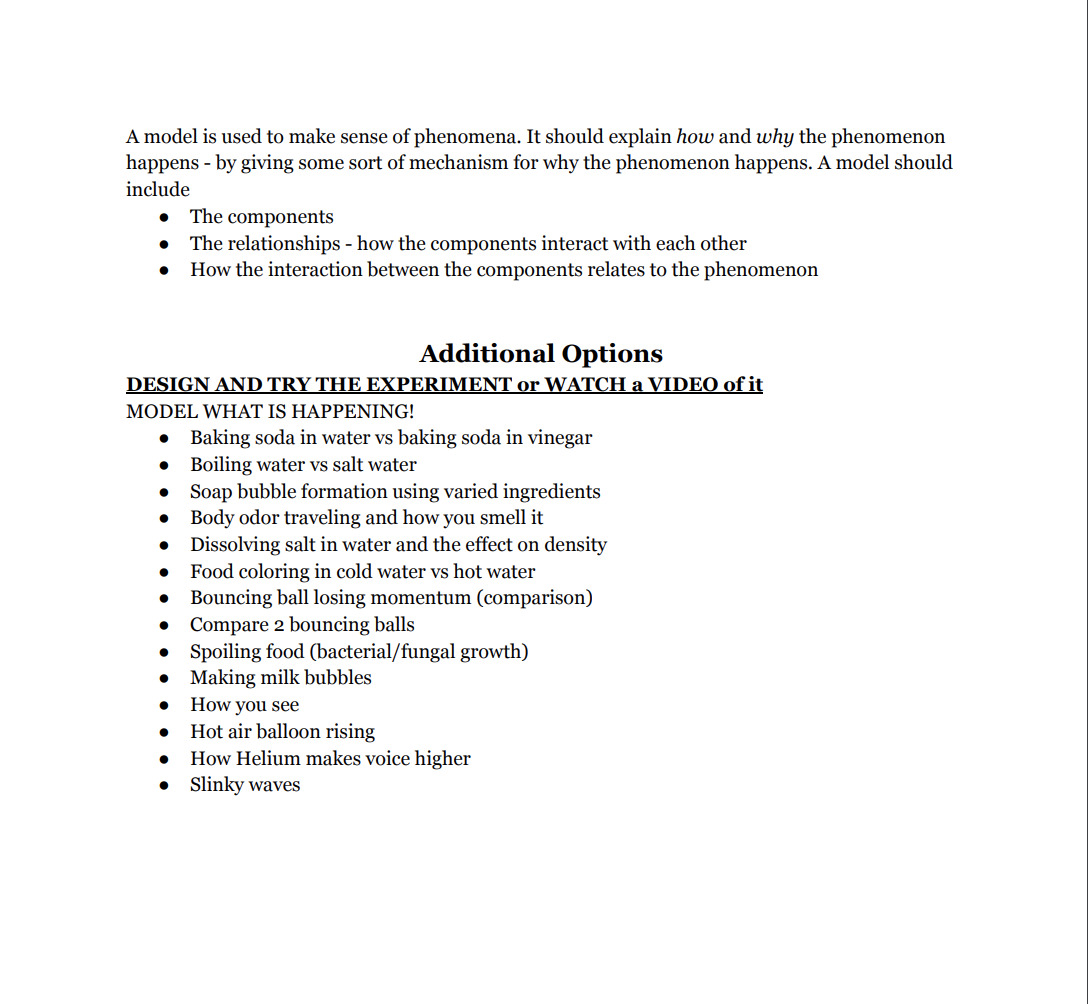 A model is used to make sense of phenomena. It should explain how and why the phenomenon
happens - by giving some sort of mechanism for why the phenomenon happens. A model should
include
● The components
● The relationships - how the components interact with each other
● How the interaction between the components relates to the phenomenon
Additional Options
DESIGN AND TRY THE EXPERIMENT or WATCH a VIDEO of it
MODEL WHAT IS HAPPENING!
● Baking soda in water vs baking soda in vinegar
● Boiling water vs salt water
● Soap bubble formation using varied ingredients
● Body odor traveling and how you smell it
● Dissolving salt in water and the effect on density
● Food coloring in cold water vs hot water
● Bouncing ball losing momentum (comparison)
● Compare 2 bouncing balls
● Spoiling food (bacterial/fungal growth)
● Making milk bubbles
● How you see
● Hot air balloon rising
● How Helium makes voice higher
● Slinky waves